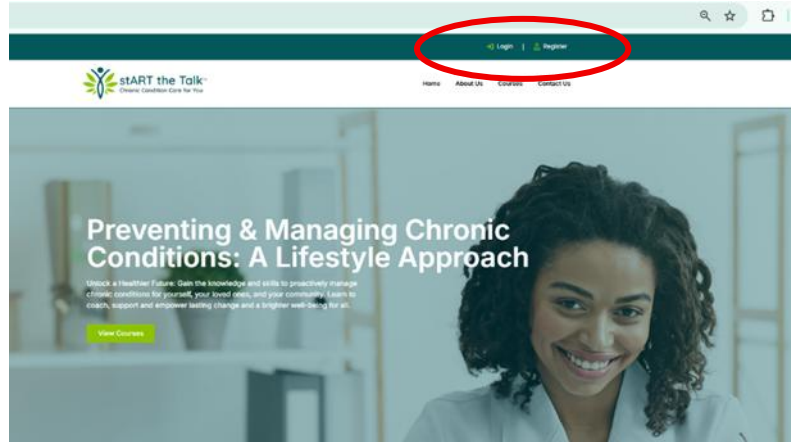 Login | Register
stART the Talk™
Chronic Condition Care for You
Home About Us Courses Contact Us
Preventing & Managing Chronic
Conditions: A Lifestyle Approach
Unlock a Healthier Future: Gain the knowledge and skills to proactively manage
chronic conditions for yourself, your loved ones, and your community. Learn to
coach, support and empower lasting change and a brighter well-being for all.
View Courses